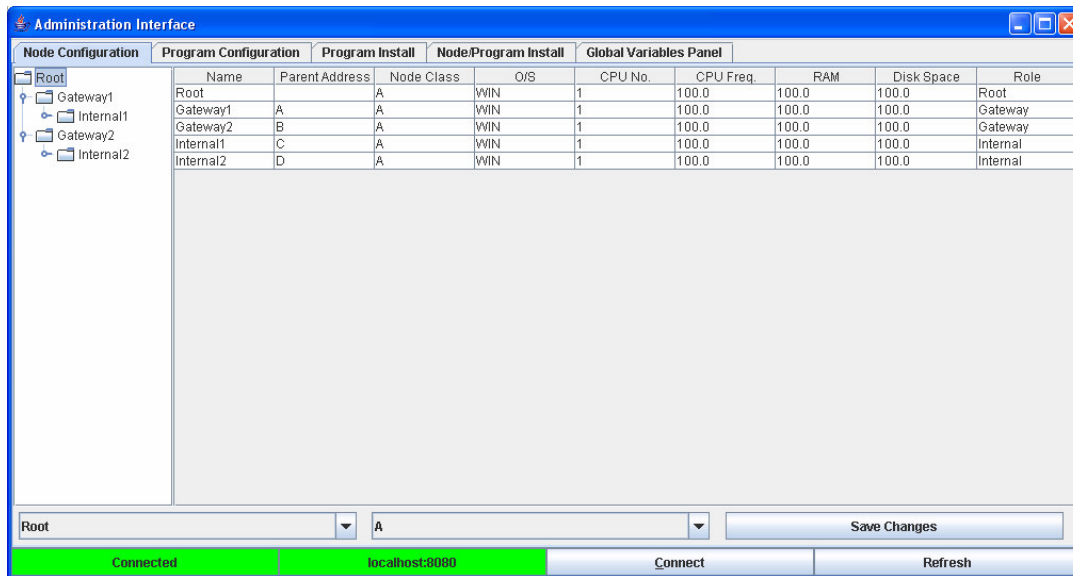 Administration Interface
Node Configuration Program Configuration Program Install Node/Program Install Global Variables Panel
Root
Gateway1
Internal1
Gateway2
Internal2
Name Parent Address Node Class O/S CPU No. CPU Freq. RAM Disk Space Role
Root A WIN 1 100.0 100.0 100.0 Root
Gateway1 A A WIN 1 100.0 100.0 100.0 Gateway
Gateway2 B A WIN 1 100.0 100.0 100.0 Gateway
Internal1 C A WIN 1 100.0 100.0 100.0 Internal
Internal2 D A WIN 1 100.0 100.0 100.0 Internal
Root A Save Changes
Connected localhost:8080 Connect Refresh